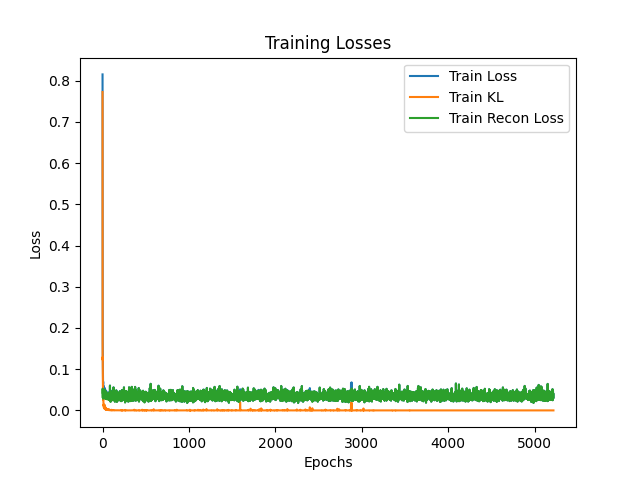 Training Losses
Train Loss
Train KL
Train Recon Loss
0.8
0.7
0.6
0.5
0.4
0.3
0.2
0.1
0.0
Loss
0 1000 2000 3000 4000 5000
Epochs